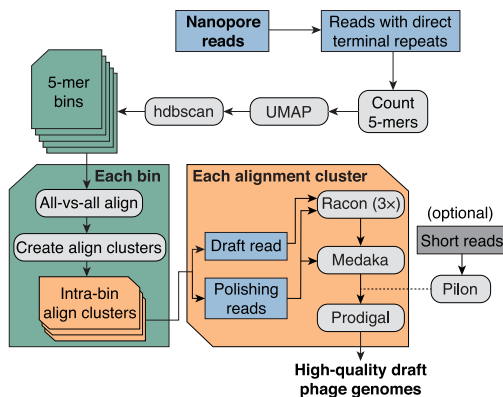 Nanopore
reads
Reads with direct
terminal repeats
5-mer
bins
hdbscan
UMAP
Count
5-mers
Each bin
All-vs-all align
Create align clusters
Intra-bin
align clusters
Each alignment cluster
Draft read
Polishing
reads
Racon (3×)
Medaka
Prodigal
(optional)
Short reads
Pilon
High-quality draft
phage genomes